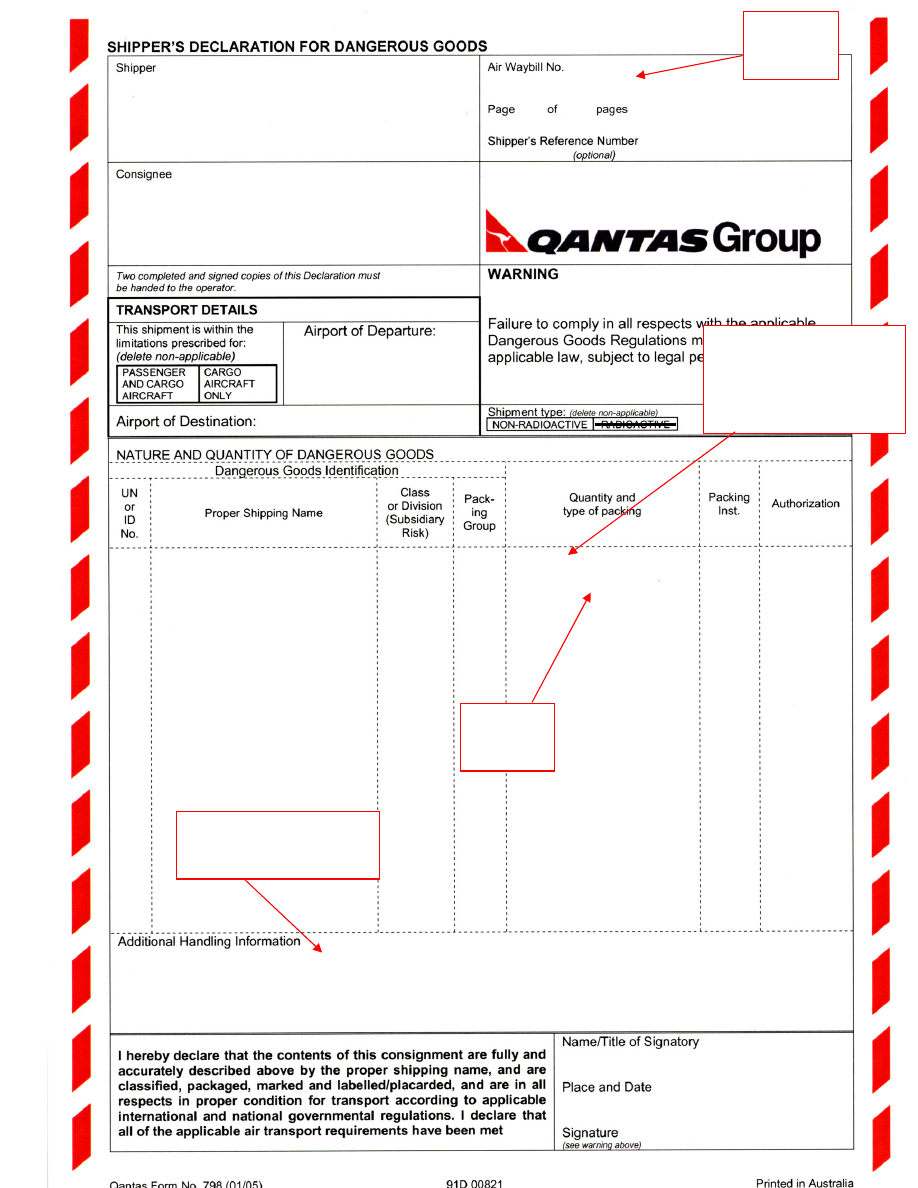 SHIPPER'S DECLARATION FOR DANGEROUS GOODS
Shipper
Air Waybill No.
Page of pages
Shipper's Reference Number
(optional)
Consignee
QANTAS Group
Two completed and signed copies of this Declaration must
be handed to the operator.
WARNING
Failure to comply in all respects with the applicable
Dangerous Goods Regulations
applicable law, subject to legal
TRANSPORT DETAILS
This shipment is within the
limitations prescribed for:
(delete non-applicable)
PASSENGER
AND CARGO
AIRCRAFT
CARGO
AIRCRAFT
ONLY
Airport of Departure:
Airport of Destination:
Shipment type: (delete non-applicable)
NON-RADIOACTIVE RADIOACTIVE
NATURE AND QUANTITY OF DANGEROUS GOODS
Dangerous Goods Identification
UN
or
ID
No.
Proper Shipping Name
Class
or Division
(Subsidiary
Risk)
Pack-
ing
Group
Quantity and
type of packing
Packing
Inst.
Authorization
Additional Handling Information
I hereby declare that the contents of this consignment are fully and
accurately described above by the proper shipping name, and are
classified, packaged, marked and labelled/placarded, and are in all
respects in proper condition for transport according to applicable
international and national governmental regulations. I declare that
all of the applicable air transport requirements have been met
Name/Title of Signatory
Place and Date
Signature
(see warning above)
Qantas Form No. 798 (01/05) 91D 00821 Printed in Australia